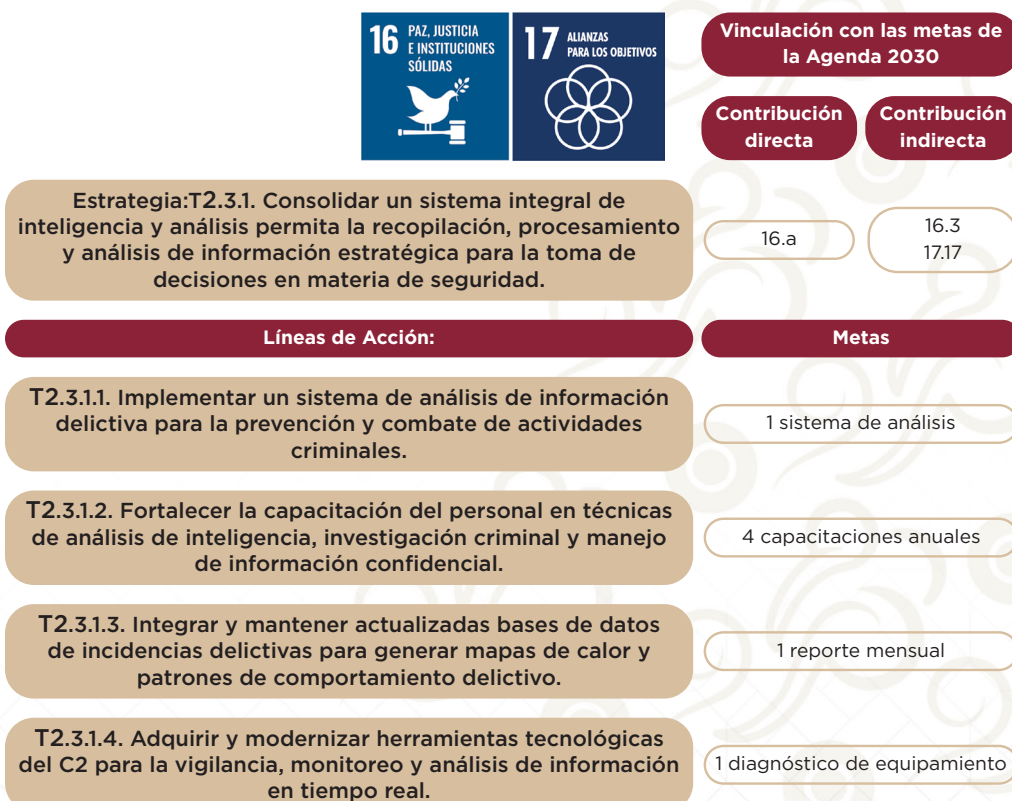 16 PAZ, JUSTICIA
E INSTITUCIONES
SÓLIDAS
17 ALIANZAS
PARA LOS OBJETIVOS
Vinculación con las metas de
la Agenda 2030
Contribución
directa
Contribución
indirecta
Estrategia:T2.3.1. Consolidar un sistema integral de
inteligencia y análisis permita la recopilación, procesamiento
y análisis de información estratégica para la toma de
decisiones en materia de seguridad.
16.a
16.3
17.17
Líneas de Acción:
Metas
T2.3.1.1. Implementar un sistema de análisis de información
delictiva para la prevención y combate de actividades
criminales.
1 sistema de análisis
T2.3.1.2. Fortalecer la capacitación del personal en técnicas
de análisis de inteligencia, investigación criminal y manejo
de información confidencial.
4 capacitaciones anuales
T2.3.1.3. Integrar y mantener actualizadas bases de datos
de incidencias delictivas para generar mapas de calor y
patrones de comportamiento delictivo.
1 reporte mensual
T2.3.1.4. Adquirir y modernizar herramientas tecnológicas
del C2 para la vigilancia, monitoreo y análisis de información
en tiempo real.
1 diagnóstico de equipamiento